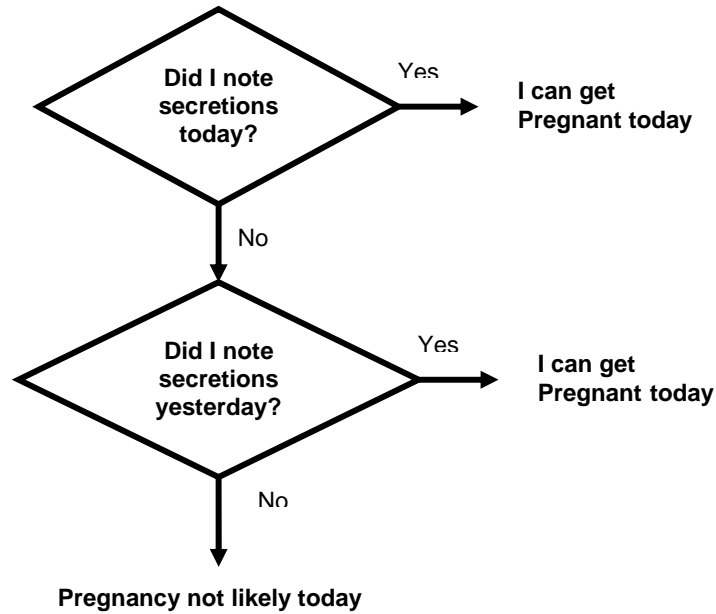 Did I note
secretions
today?
Yes
I can get
Pregnant today
No
Did I note
secretions
yesterday?
Yes
I can get
Pregnant today
No
Pregnancy not likely today